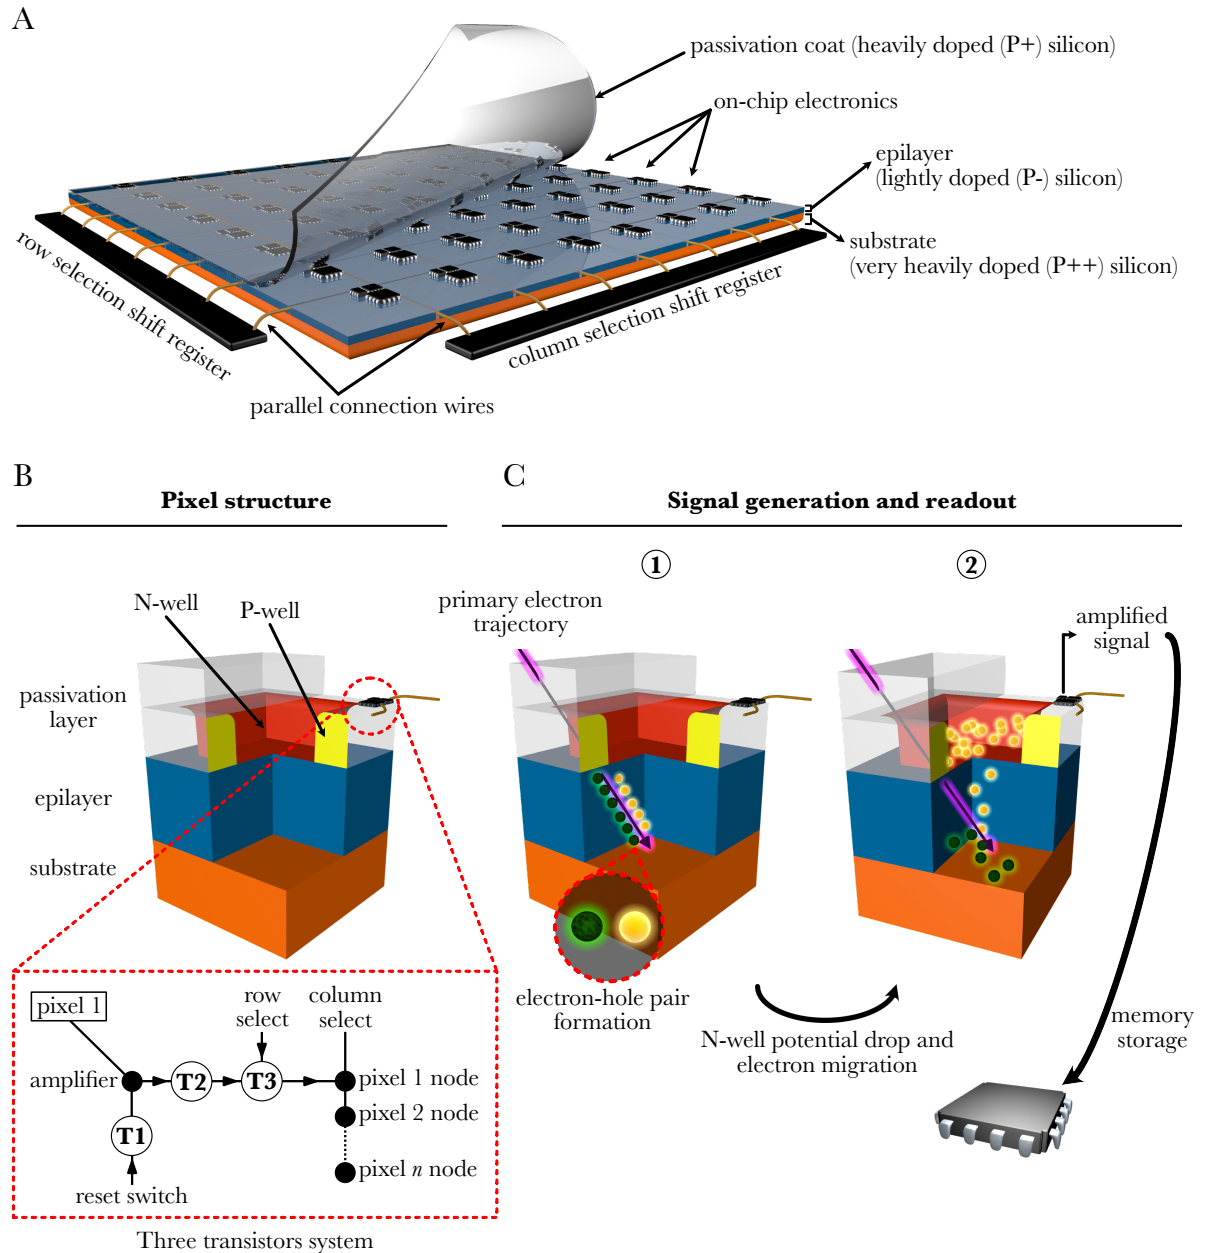 A
passivation coat (heavily doped (P+) silicon)
on-chip electronics
epilayer
(lightly doped (P-) silicon)
substrate
(very heavily doped (P++) silicon)
row selection shift register
column selection shift register
parallel connection wires
B
Pixel structure
N-well
P-well
passivation
layer
epilayer
substrate
pixel 1
row
select
column
select
amplifier
T2
T3
pixel 1 node
pixel 2 node
T1
pixel n node
reset switch
Three transistors system
C
Signal generation and readout
1
2
primary electron
trajectory
amplified
signal
electron-hole pair
formation
N-well potential drop and
electron migration
memory
storage